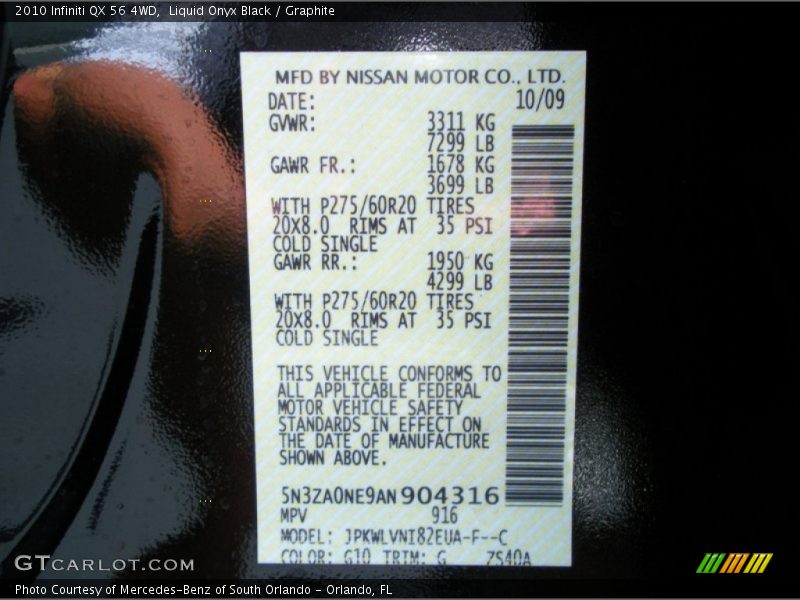 2010 Infiniti QX 56 4WD, Liquid Onyx Black / Graphite
MFD BY NISSAN MOTOR CO., LTD.
DATE: 10/09
GVWR: 3311 KG
7299 LB
GAWR FR.: 1678 KG
3699 LB
WITH P275/60R20 TIRES
20X8.0 RIMS AT 35 PSI
COLD SINGLE
GAWR RR.: 1950 KG
4299 LB
WITH P275/60R20 TIRES
20X8.0 RIMS AT 35 PSI
COLD SINGLE
THIS VEHICLE CONFORMS TO
ALL APPLICABLE FEDERAL
MOTOR VEHICLE SAFETY
STANDARDS IN EFFECT ON
THE DATE OF MANUFACTURE
SHOWN ABOVE.
5N3ZA0NE9AN904316
MPV 916
MODEL: JPKWLVNI82EUA-F--C
COLOR: G10 TRIM: G ZS40A
GTCARLOT.COM
Photo Courtesy of Mercedes-Benz of South Orlando - Orlando, FL